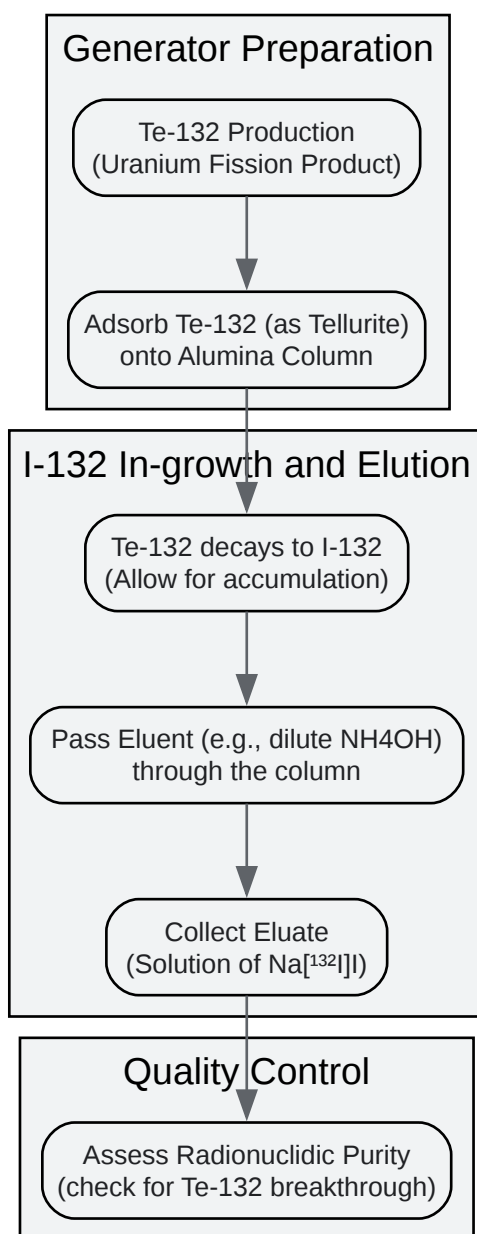 Generator Preparation
Te-132 Production
(Uranium Fission Product)
Adsorb Te-132 (as Tellurite)
onto Alumina Column
I-132 In-growth and Elution
Te-132 decays to I-132
(Allow for accumulation)
Pass Eluent (e.g., dilute NH4OH)
through the column
Collect Eluate
(Solution of Na[¹³²I]I)
Quality Control
Assess Radionuclidic Purity
(check for Te-132 breakthrough)